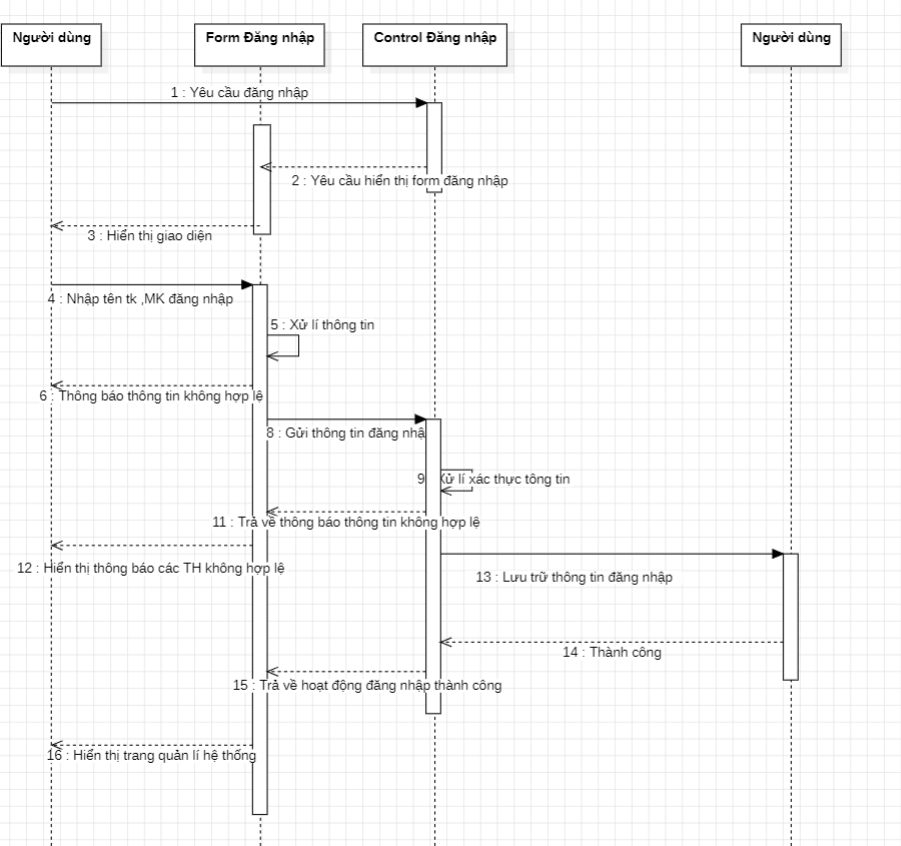 Người dùng
Form Đăng nhập
Control Đăng nhập
Người dùng
1 : Yêu cầu đăng nhập
2 : Yêu cầu hiển thị form đăng nhập
3 : Hiển thị giao diện
4 : Nhập tên tk ,MK đăng nhập
5 : Xử lí thông tin
6 : Thông báo thông tin không hợp lệ
8 : Gửi thông tin đăng nhậ
9 Xử lí xác thực tông tin
11 : Trả về thông báo thông tin không hợp lệ
12 : Hiển thị thông báo các TH không hợp lệ
13 : Lưu trữ thông tin đăng nhập
14 : Thành công
15 : Trả về hoạt động đăng nhập thành công
16 : Hiển thị trang quản lí hệ thống